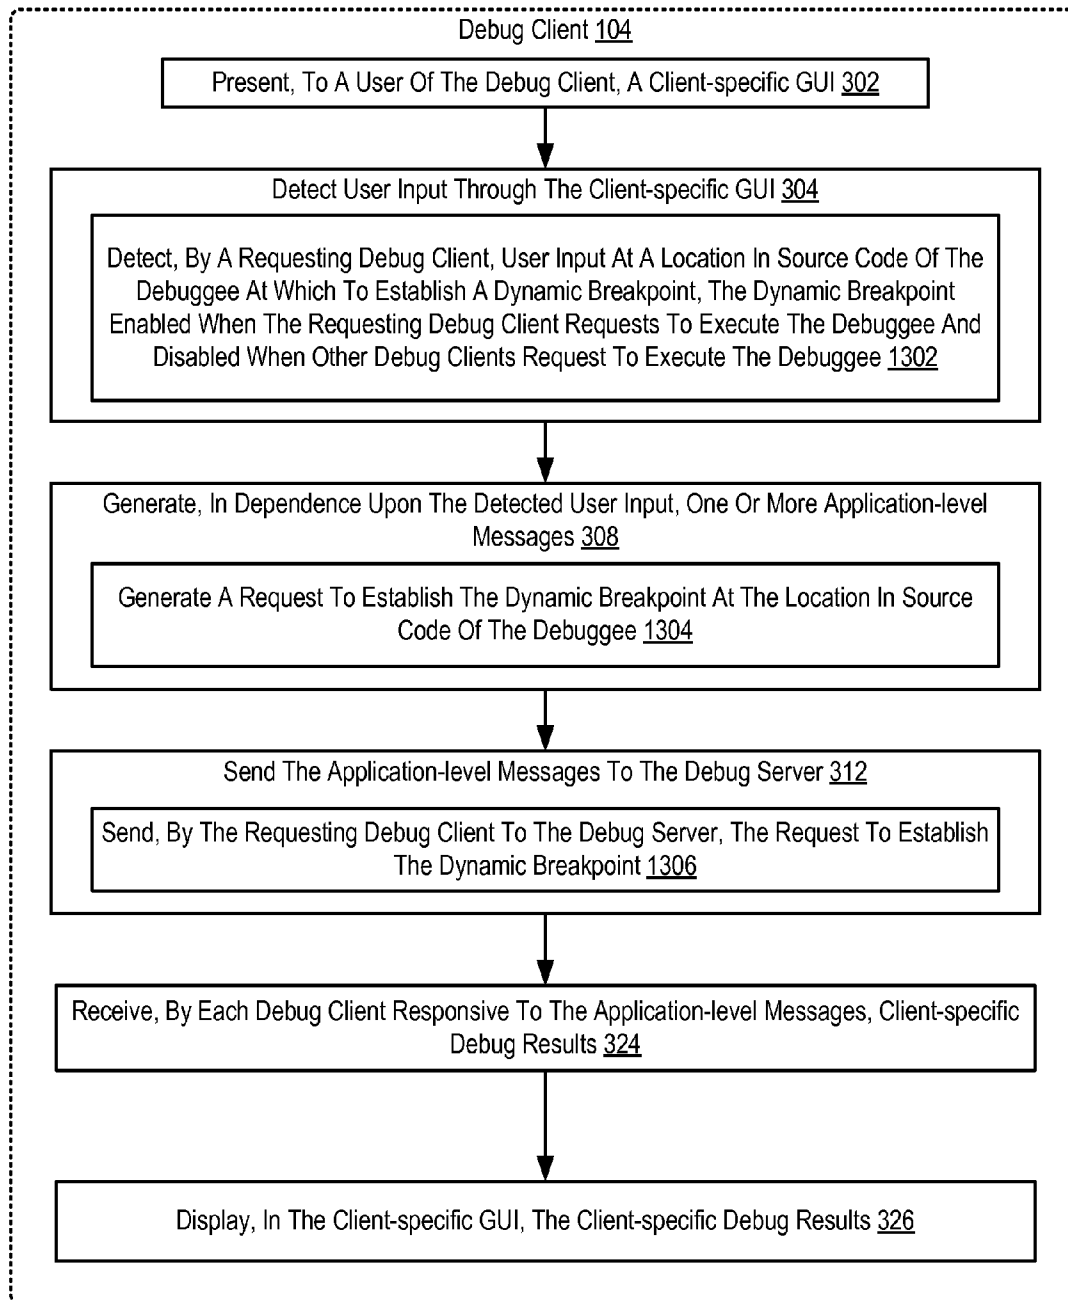 Debug Client 104
Present, To A User Of The Debug Client, A Client-specific GUI 302
Detect User Input Through The Client-specific GUI 304
Detect, By A Requesting Debug Client, User Input At A Location In Source Code Of The
Debuggee At Which To Establish A Dynamic Breakpoint, The Dynamic Breakpoint
Enabled When The Requesting Debug Client Requests To Execute The Debuggee And
Disabled When Other Debug Clients Request To Execute The Debuggee 1302
Generate, In Dependence Upon The Detected User Input, One Or More Application-level
Messages 308
Generate A Request To Establish The Dynamic Breakpoint At The Location In Source
Code Of The Debuggee 1304
Send The Application-level Messages To The Debug Server 312
Send, By The Requesting Debug Client To The Debug Server, The Request To Establish
The Dynamic Breakpoint 1306
Receive, By Each Debug Client Responsive To The Application-level Messages, Client-specific
Debug Results 324
Display, In The Client-specific GUI, The Client-specific Debug Results 326